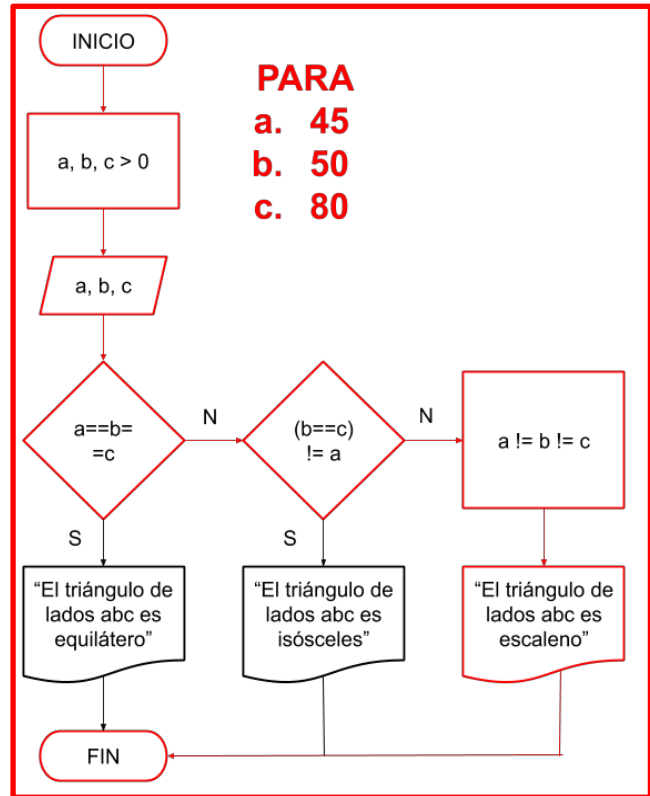 INICIO
PARA
a. 45
b. 50
c. 80
a, b, c > 0
a, b, c
a==b=
=c
N
(b==c)
!= a
N
a != b != c
S
S
“El triángulo de
lados abc es
equilátero”
“El triángulo de
lados abc es
isósceles”
“El triángulo de
lados abc es
escaleno”
FIN